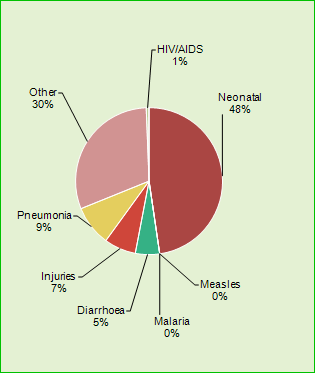 HIV/AIDS
1%
Neonatal
48%
Other
30%
Pneumonia
9%
Injuries
7%
Measles
0%
Diarrhoea
5%
Malaria
0%